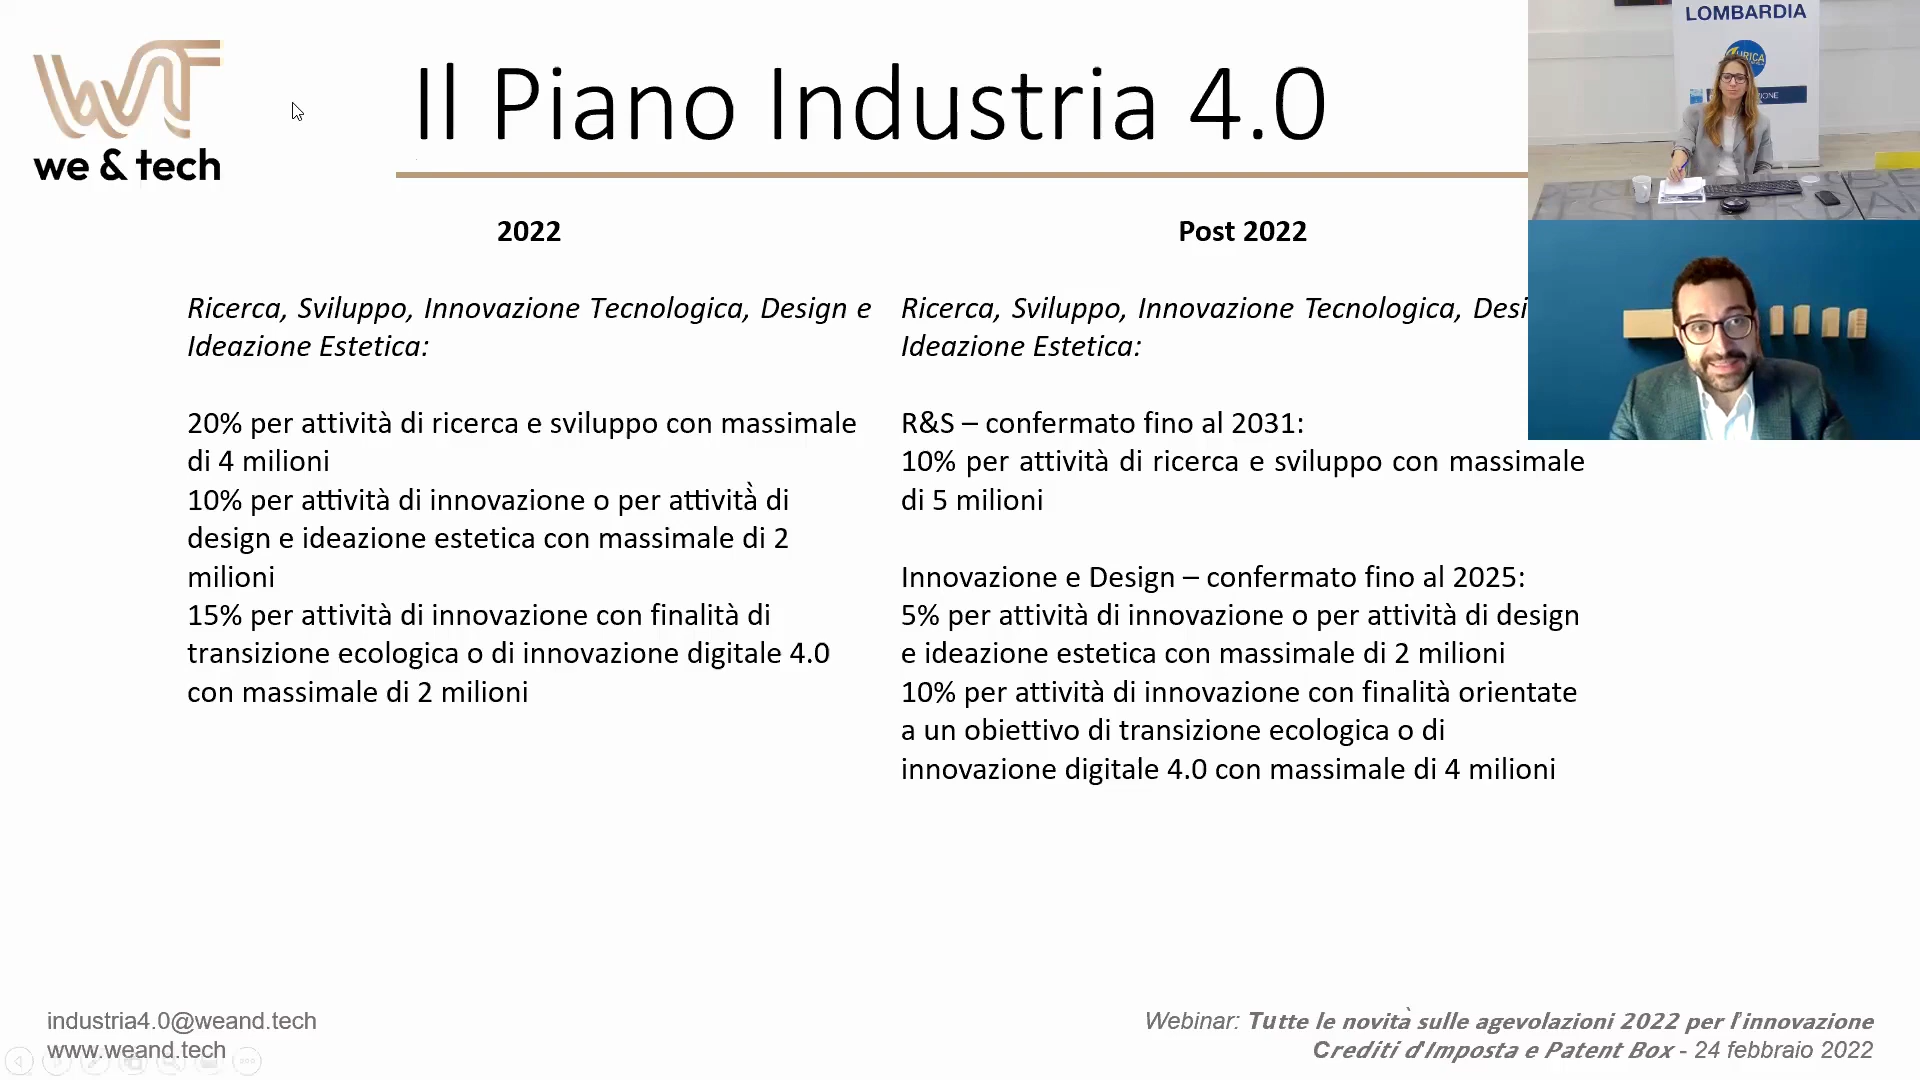 we & tech
Il Piano Industria 4.0
LOMBARDIA
2022
Ricerca, Sviluppo, Innovazione Tecnologica, Design e
Ideazione Estetica:
20% per attività di ricerca e sviluppo con massimale
di 4 milioni
10% per attività di innovazione o per attività̀ di
design e ideazione estetica con massimale di 2
milioni
15% per attività di innovazione con finalità di
transizione ecologica o di innovazione digitale 4.0
con massimale di 2 milioni
Post 2022
Ricerca, Sviluppo, Innovazione Tecnologica, Desi
Ideazione Estetica:
R&S – confermato fino al 2031:
10% per attività di ricerca e sviluppo con massimale
di 5 milioni
Innovazione e Design – confermato fino al 2025:
5% per attività di innovazione o per attività di design
e ideazione estetica con massimale di 2 milioni
10% per attività di innovazione con finalità orientate
a un obiettivo di transizione ecologica o di
innovazione digitale 4.0 con massimale di 4 milioni
industria4.0@weand.tech
www.weand.tech
Webinar: Tutte le novità sulle agevolazioni 2022 per l'innovazione
Crediti d'Imposta e Patent Box - 24 febbraio 2022